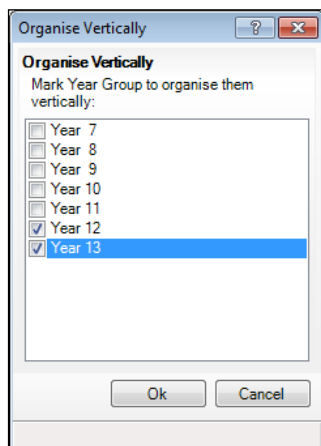 Organise Vertically
Organise Vertically
Mark Year Group to organise them
vertically:
Year 7
Year 8
Year 9
Year 10
Year 11
Year 12
Year 13
Ok
Cancel